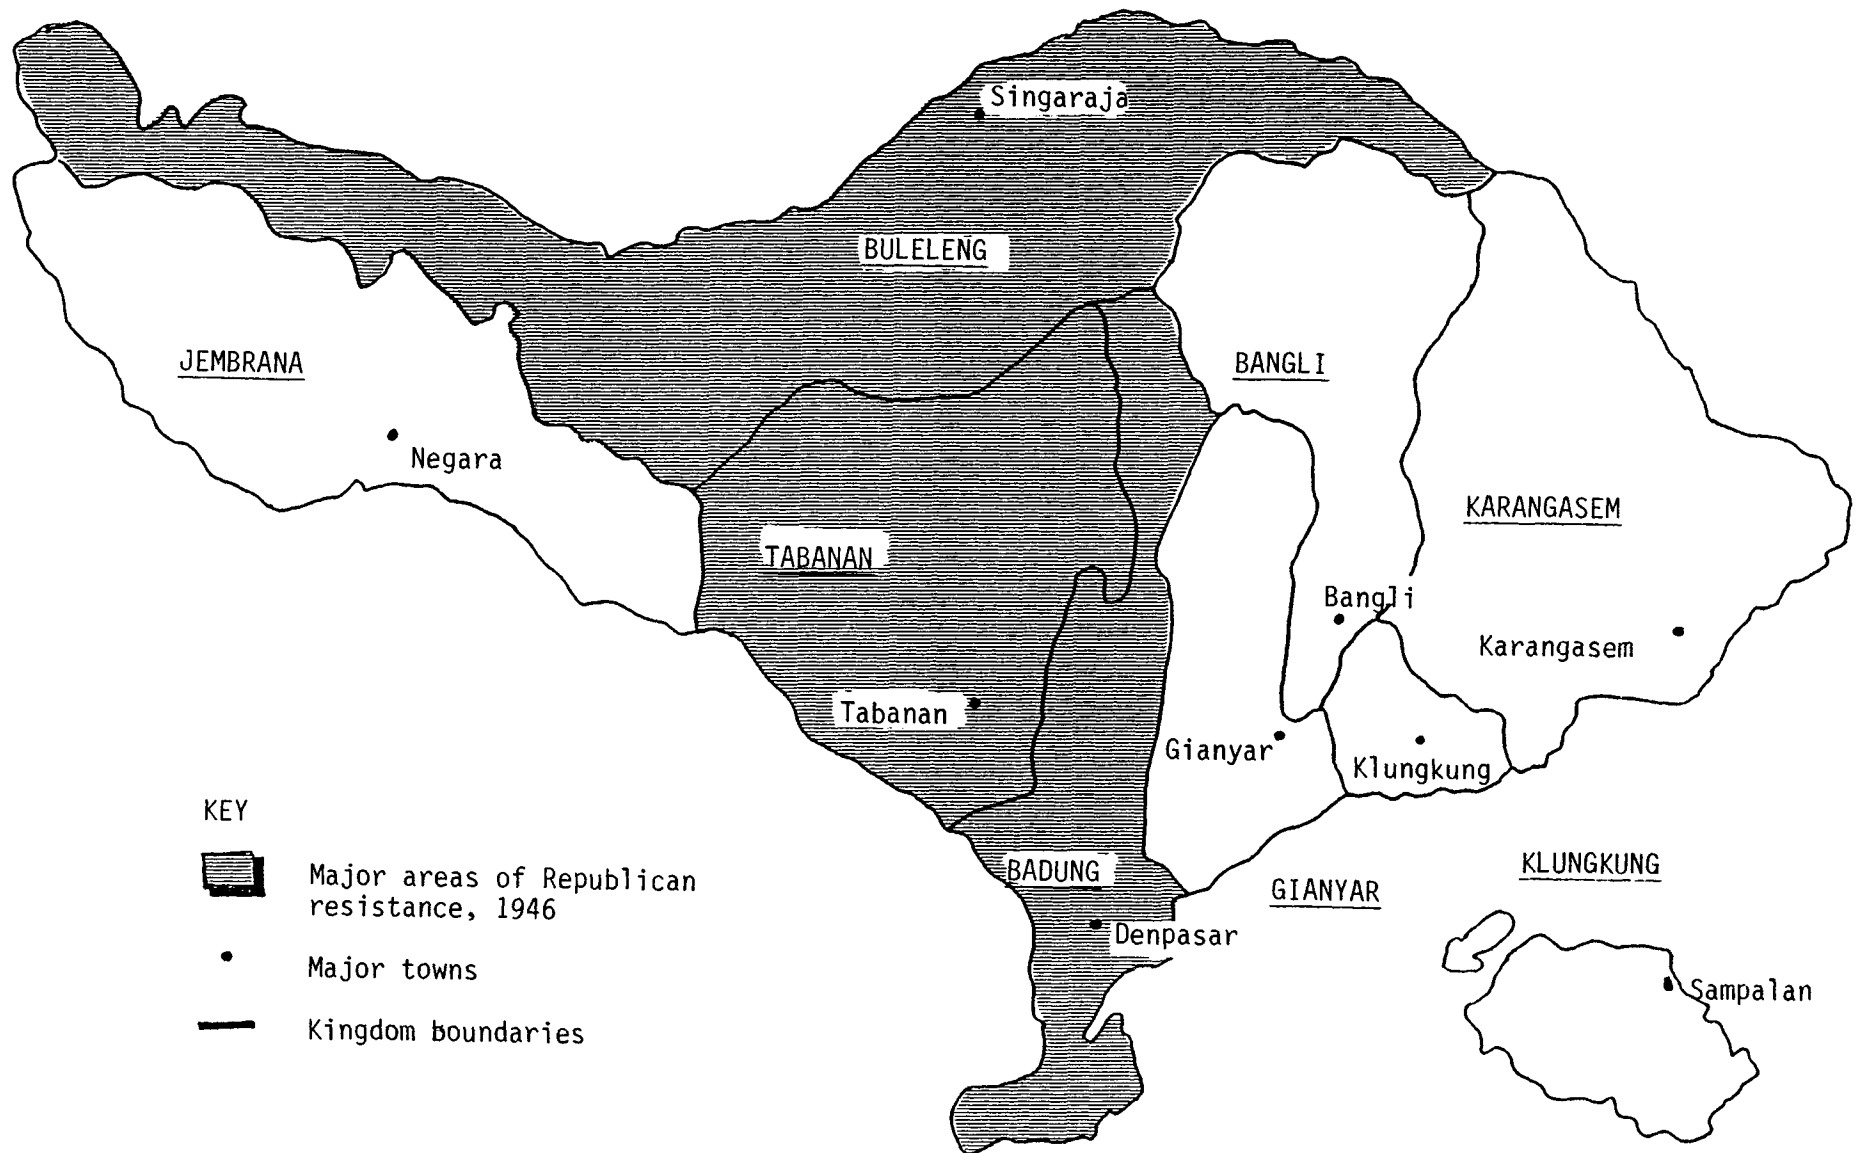 Singaraja
BULELENG
JEMBRANA
BANGLI
Negara
KARANGASEM
TABANAN
Bangli
Karangasem
Tabanan
Gianyar
Klungkung
KEY
Major areas of Republican
resistance, 1946
Major towns
Kingdom boundaries
BADUNG
Denpasar
GIANYAR
KLUNGKUNG
Sampalan